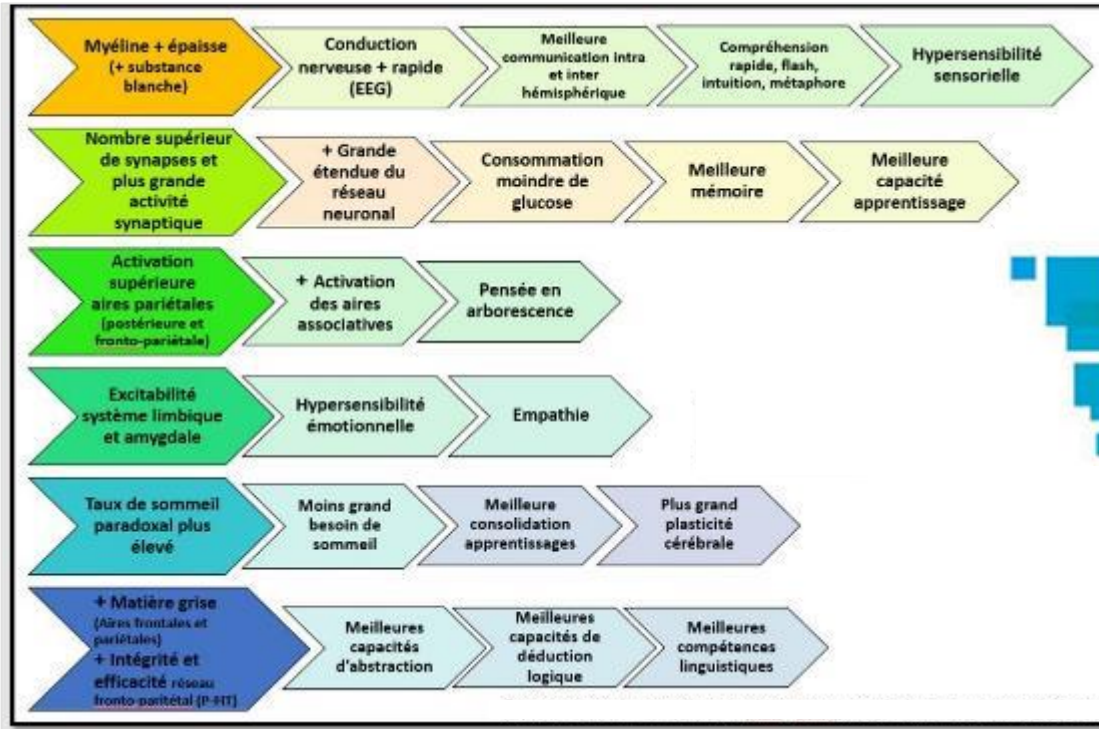 Myéline + épaisse
(+ substance
blanche)
Conduction
nerveuse + rapide
(EEG)
Meilleure
communication intra
et inter
hémisphérique
Compréhension
rapide, flash,
intuition, métaphore
Hypersensibilité
sensorielle
Nombre supérieur
de synapses et
plus grande
activité
synaptique
+ Grande
étendue du
réseau
neuronal
Consommation
moindre de
glucose
Meilleure
mémoire
Meilleure
capacité
apprentissage
Activation
supérieure
aires pariétales
(postérieure et
fronto-pariétale)
+ Activation
des aires
associatives
Pensée en
arborescence
Excitabilité
système limbique
et amygdale
Hypersensibilité
émotionnelle
Empathie
Taux de sommeil
paradoxal plus
élevé
Moins grand
besoin de
sommeil
Meilleure
consolidation
apprentissages
Plus grand
plasticité
cérébrale
+ Matière grise
(Aires frontales et
pariétales)
+ Intégrité et
efficacité réseau
fronto-paritétal (P-FIT)
Meilleures
capacités
d'abstraction
Meilleures
capacités de
déduction
logique
Meilleures
compétences
linguistiques